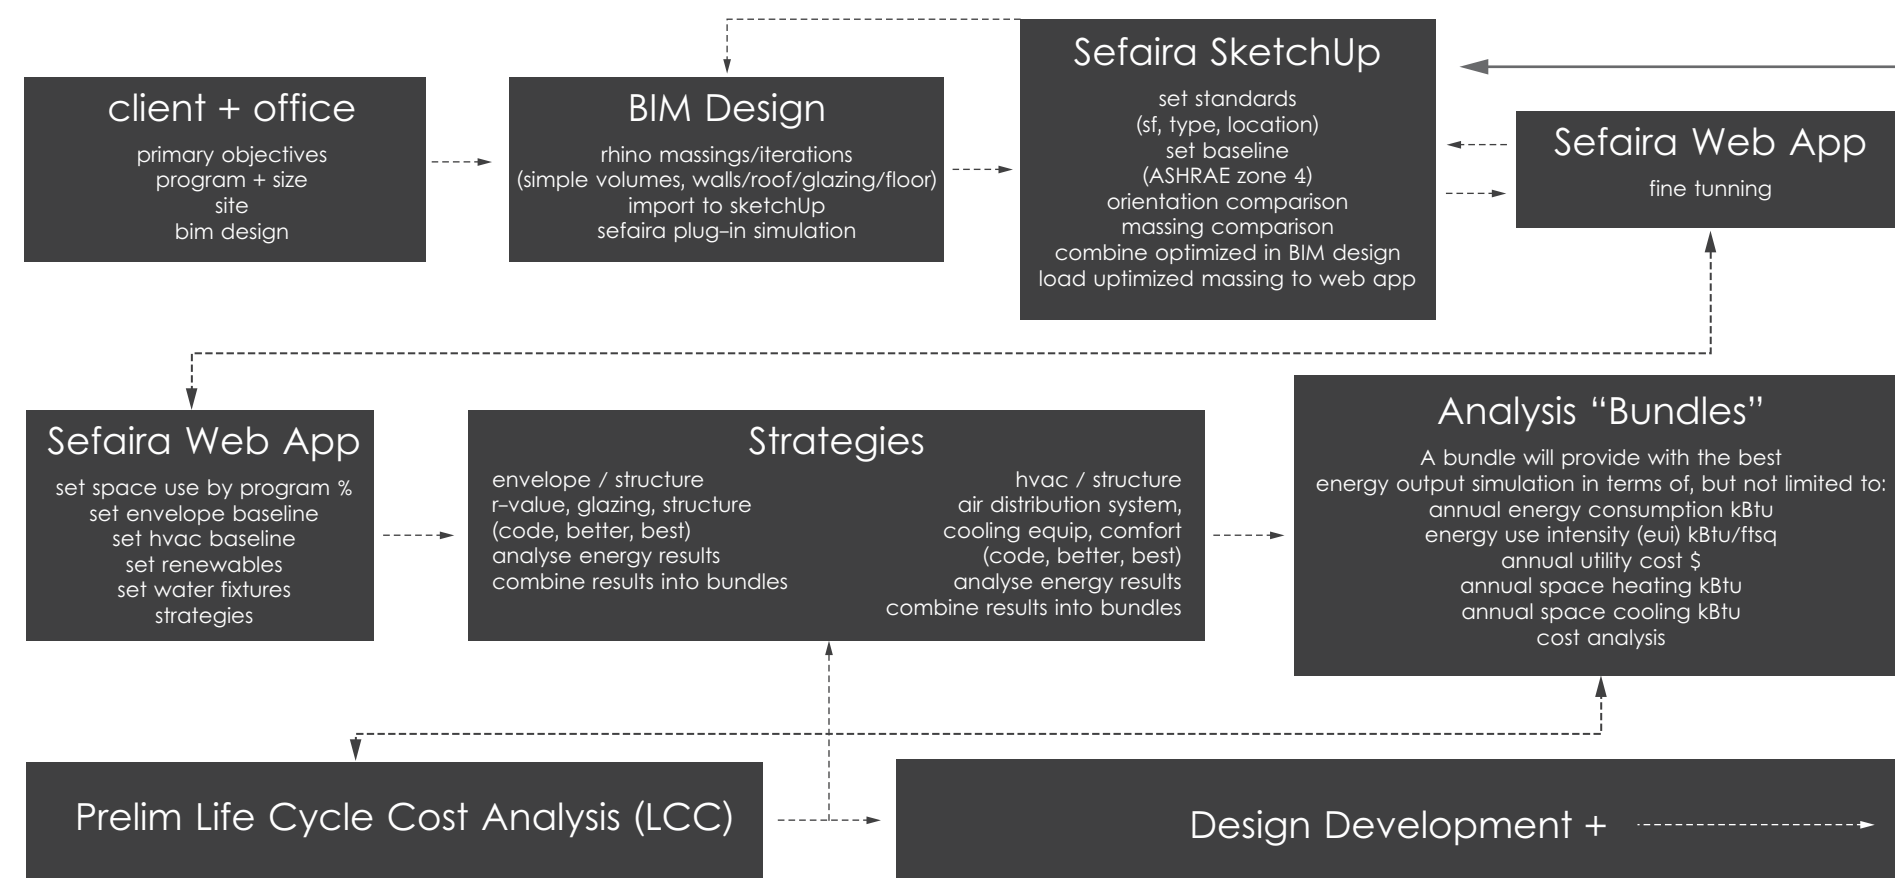 client + office
primary objectives
program + size
site
bim design
BIM Design
rhino massings/iterations
(simple volumes, walls/roof/glazing/floor)
import to sketchUp
sefaira plug-in simulation
Sefaira SketchUp
set standards
(sf, type, location)
set baseline
(ASHRAE zone 4)
orientation comparison
massing comparison
combine optimized in BIM design
load uptimized massing to web app
Sefaira Web App
fine tunning
Sefaira Web App
set space use by program %
set envelope baseline
set hvac baseline
set renewables
set water fixtures
strategies
Strategies
envelope / structure
r-value, glazing, structure
(code, better, best)
analyse energy results
combine results into bundles
hvac / structure
air distribution system,
cooling equip, comfort
(code, better, best)
analyse energy results
combine results into bundles
Analysis “Bundles”
A bundle will provide with the best
energy output simulation in terms of, but not limited to:
annual energy consumption kBtu
energy use intensity (eui) kBtu/ftsq
annual utility cost $
annual space heating kBtu
annual space cooling kBtu
cost analysis
Prelim Life Cycle Cost Analysis (LCC)
Design Development +